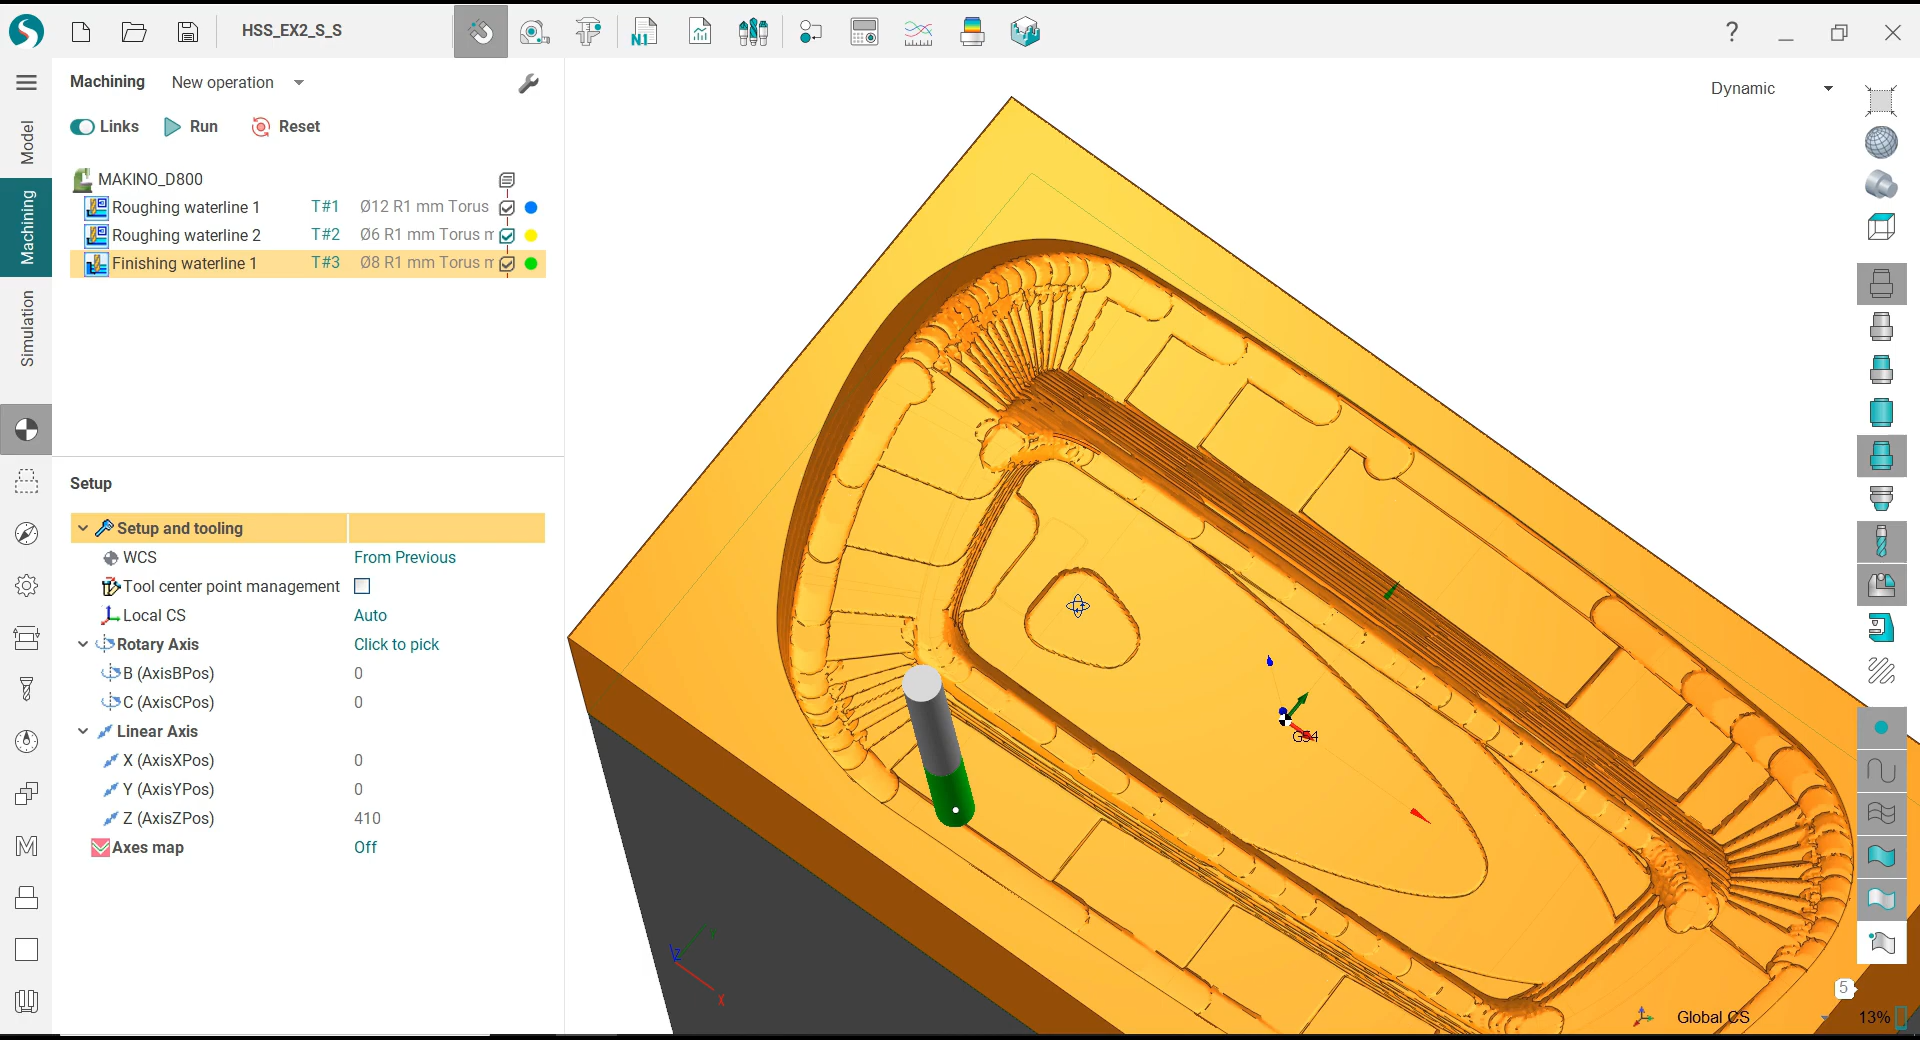 HSS_EX2_S_S
N1
?
Machining New operation
Dynamic
Links Run Reset
Model
Machining
Simulation
MAKINO_D800
Roughing waterline 1 T#1 Ø12 R1 mm Torus
Roughing waterline 2 T#2 Ø6 R1 mm Torus
Finishing waterline 1 T#3 Ø8 R1 mm Torus
Setup
Setup and tooling
WCS From Previous
Tool center point management
Local CS Auto
Rotary Axis Click to pick
B (AxisBPos) 0
C (AxisCPos) 0
Linear Axis
X (AxisXPos) 0
Y (AxisYPos) 0
Z (AxisZPos) 410
Axes map Off
G54
Z
Y
X
5
Global CS 13%